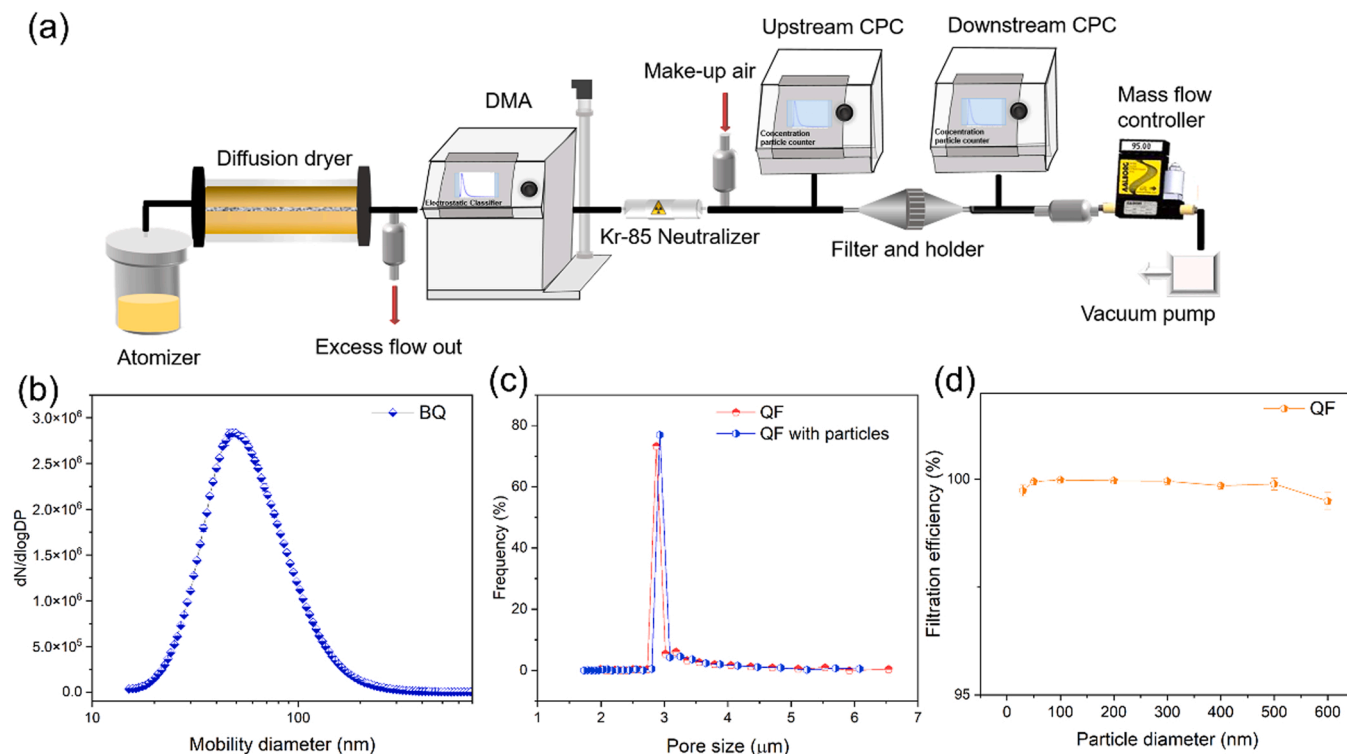 (a)
Upstream CPC
Downstream CPC
Make-up air
DMA
Mass flow
controller
Diffusion dryer
Concentration
particle counter
Concentration
particle counter
95.00
AALBORG
Electrostatic Classifier
Kr-85 Neutralizer
Filter and holder
Vacuum pump
Excess flow out
Atomizer
(b)
BQ
3.0×10⁶
2.5×10⁶
2.0×10⁶
1.5×10⁶
1.0×10⁶
5.0×10⁵
0.0
dN/dlogDP
10
100
Mobility diameter (nm)
(c)
QF
QF with particles
80
60
40
20
0
Frequency (%)
1
2
3
4
5
6
7
Pore size (μm)
(d)
QF
100
95
Filtration efficiency (%)
0
100
200
300
400
500
600
Particle diameter (nm)